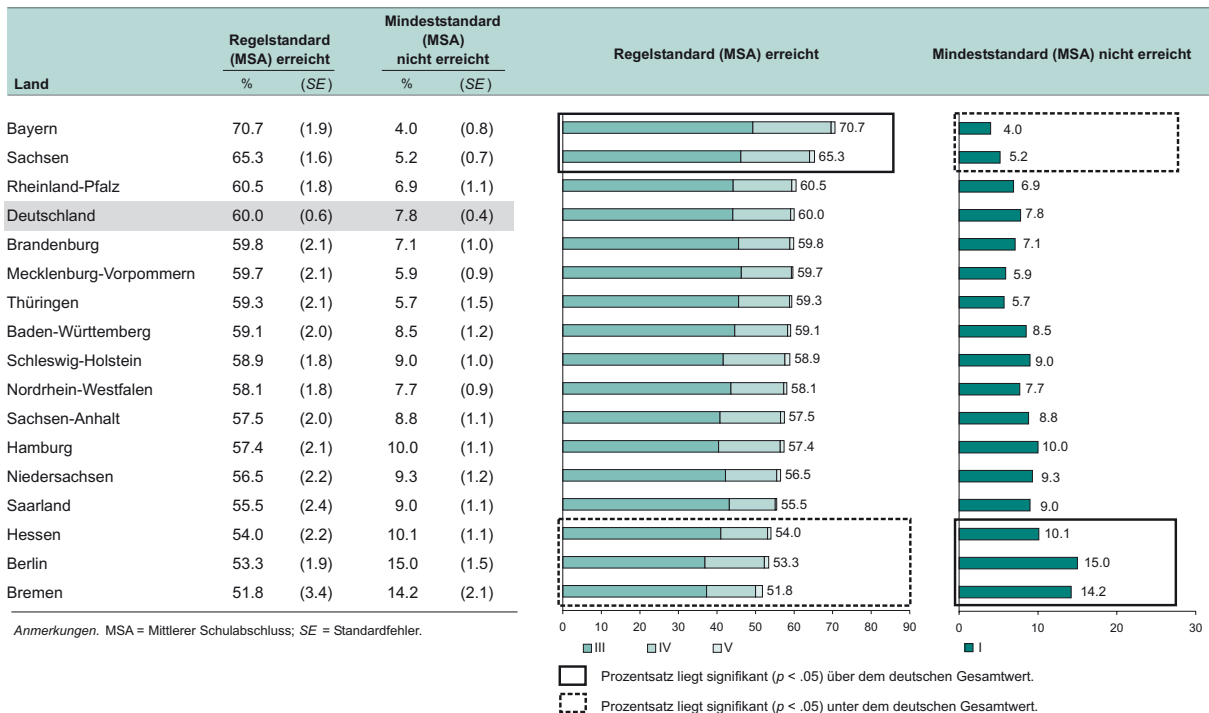 Land
Regelstandard
(MSA) erreicht
% (SE)
Mindeststandard
(MSA)
nicht erreicht
% (SE)
Regelstandard (MSA) erreicht
Mindeststandard (MSA) nicht erreicht
Bayern 70.7 (1.9) 4.0 (0.8) 70.7 4.0
Sachsen 65.3 (1.6) 5.2 (0.7) 65.3 5.2
Rheinland-Pfalz 60.5 (1.8) 6.9 (1.1) 60.5 6.9
Deutschland 60.0 (0.6) 7.8 (0.4) 60.0 7.8
Brandenburg 59.8 (2.1) 7.1 (1.0) 59.8 7.1
Mecklenburg-Vorpommern 59.7 (2.1) 5.9 (0.9) 59.7 5.9
Thüringen 59.3 (2.1) 5.7 (1.5) 59.3 5.7
Baden-Württemberg 59.1 (2.0) 8.5 (1.2) 59.1 8.5
Schleswig-Holstein 58.9 (1.8) 9.0 (1.0) 58.9 9.0
Nordrhein-Westfalen 58.1 (1.8) 7.7 (0.9) 58.1 7.7
Sachsen-Anhalt 57.5 (2.0) 8.8 (1.1) 57.5 8.8
Hamburg 57.4 (2.1) 10.0 (1.1) 57.4 10.0
Niedersachsen 56.5 (2.2) 9.3 (1.2) 56.5 9.3
Saarland 55.5 (2.4) 9.0 (1.1) 55.5 9.0
Hessen 54.0 (2.2) 10.1 (1.1) 54.0 10.1
Berlin 53.3 (1.9) 15.0 (1.5) 53.3 15.0
Bremen 51.8 (3.4) 14.2 (2.1) 51.8 14.2
0 10 20 30 40 50 60 70 80 90
0 10 20 30
III IV V
I
Anmerkungen. MSA = Mittlerer Schulabschluss; SE = Standardfehler.
Prozentsatz liegt signifikant (p < .05) über dem deutschen Gesamtwert.
Prozentsatz liegt signifikant (p < .05) unter dem deutschen Gesamtwert.